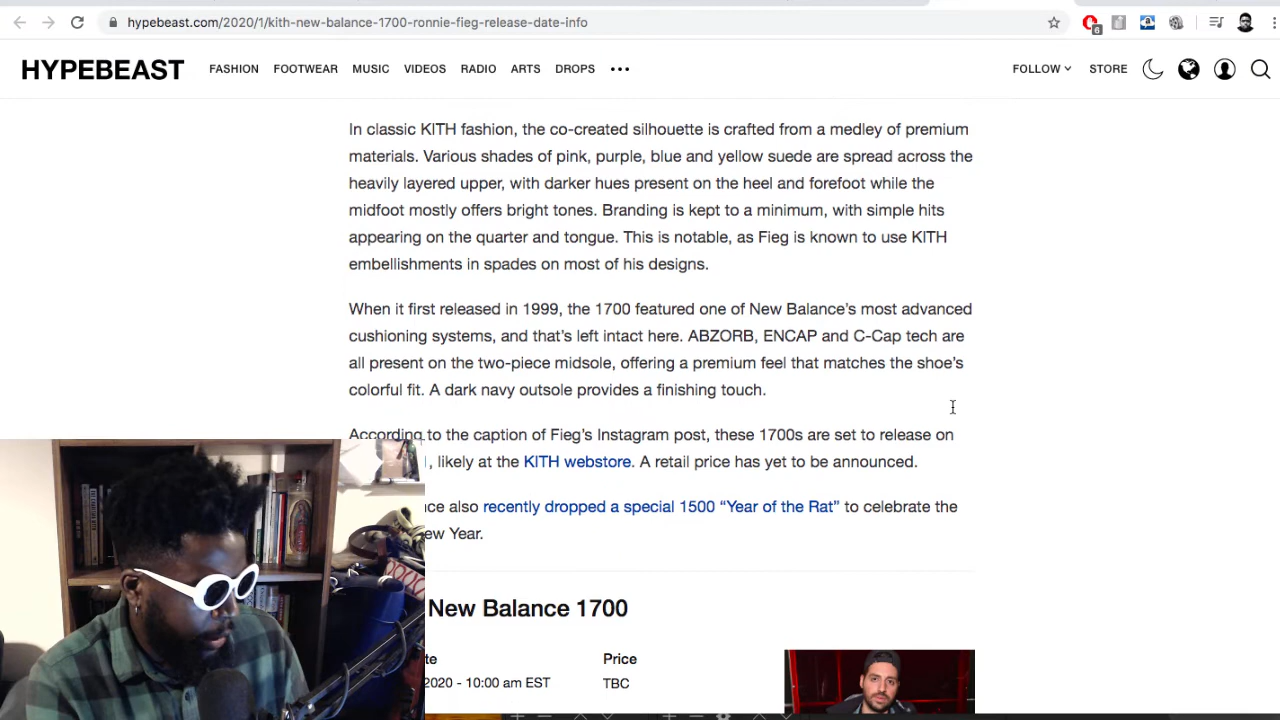 hypebeast.com/2020/1/kith-new-balance-1700-ronnie-fieg-release-date-info
6
HYPEBEAST FASHION FOOTWEAR MUSIC VIDEOS RADIO ARTS DROPS ••• FOLLOW STORE
In classic KITH fashion, the co-created silhouette is crafted from a medley of premium
materials. Various shades of pink, purple, blue and yellow suede are spread across the
heavily layered upper, with darker hues present on the heel and forefoot while the
midfoot mostly offers bright tones. Branding is kept to a minimum, with simple hits
appearing on the quarter and tongue. This is notable, as Fieg is known to use KITH
embellishments in spades on most of his designs.
When it first released in 1999, the 1700 featured one of New Balance’s most advanced
cushioning systems, and that’s left intact here. ABZORB, ENCAP and C-Cap tech are
all present on the two-piece midsole, offering a premium feel that matches the shoe’s
colorful fit. A dark navy outsole provides a finishing touch.
According to the caption of Fieg’s Instagram post, these 1700s are set to release on
, likely at the KITH webstore. A retail price has yet to be announced.
nce also recently dropped a special 1500 “Year of the Rat” to celebrate the
ew Year.
New Balance 1700
te Price
2020 - 10:00 am EST TBC